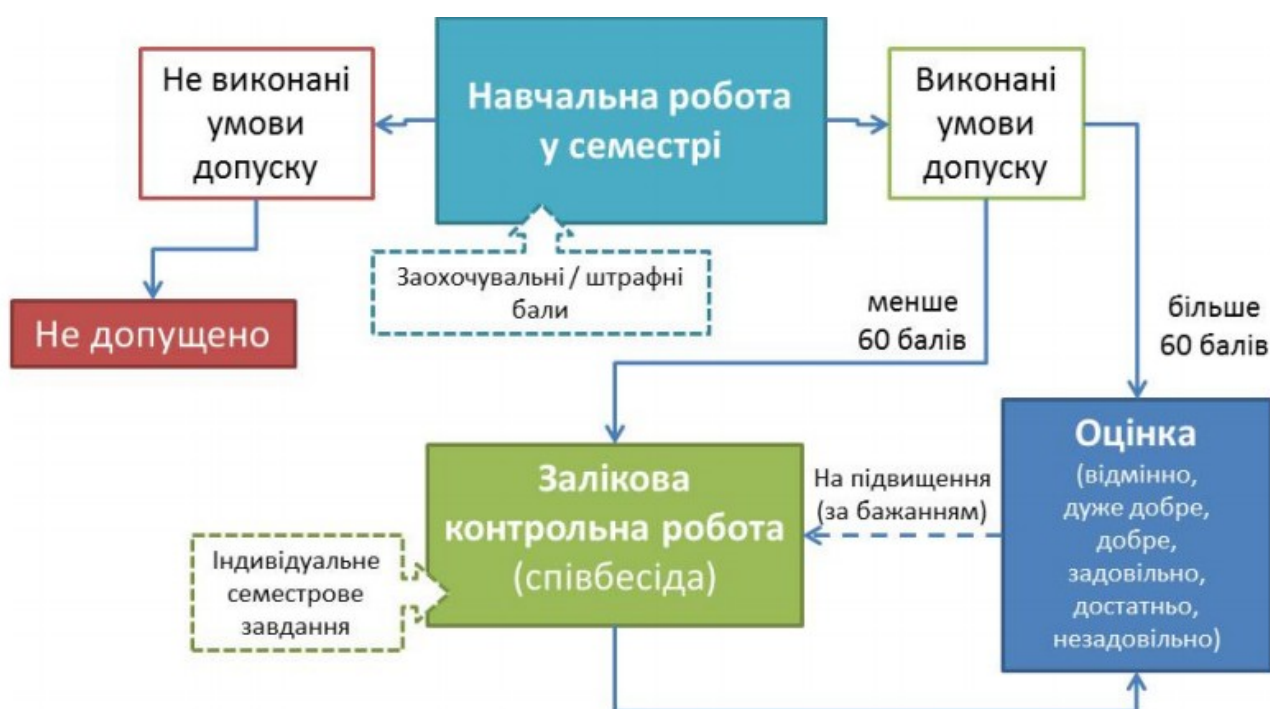 Не виконані
умови
допуску
Навчальна робота
у семестрі
Виконані
умови
допуску
Заохочувальні / штрафні
бали
Не допущено
менше
60 балів
більше
60 балів
Залікова
контрольна робота
(співбесіда)
На підвищення
(за бажанням)
Оцінка
(відмінно,
дуже добре,
добре,
задовільно,
достатньо,
незадовільно)
Індивідуальне
семестрове
завдання